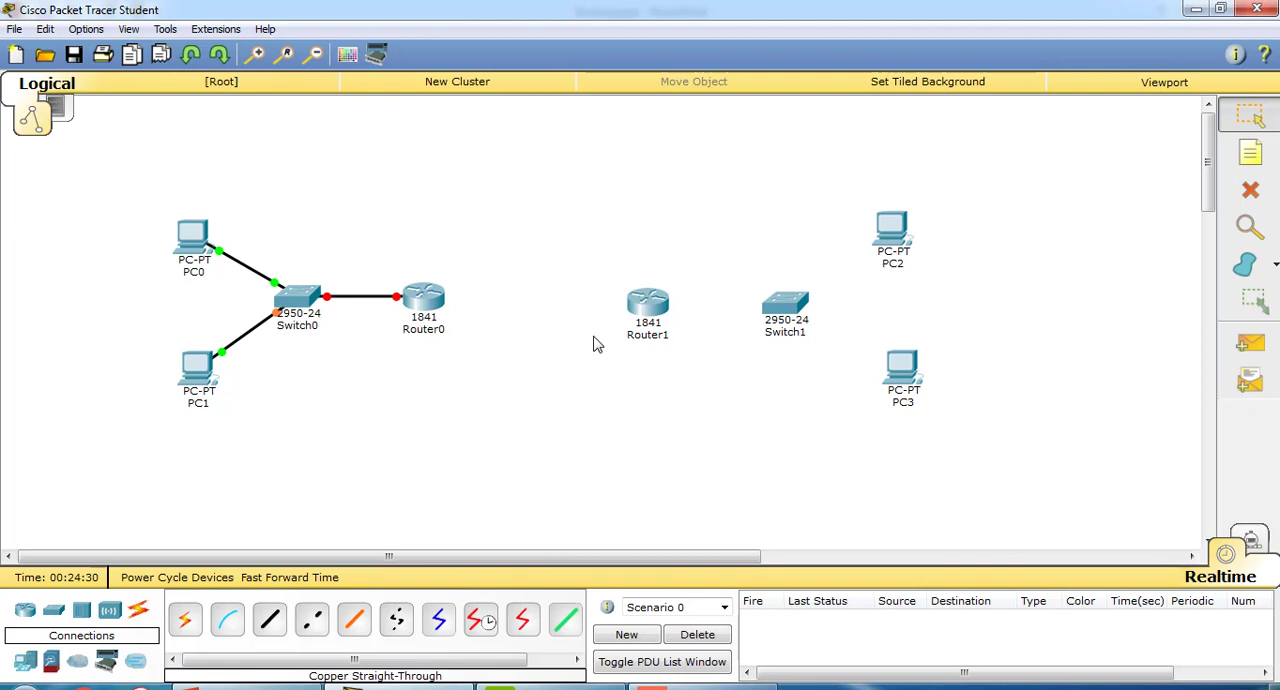 Cisco Packet Tracer Student
File Edit Options View Tools Extensions Help
Logical [Root] New Cluster Move Object Set Tiled Background Viewport
PC-PT
PC0
PC-PT
PC1
2950-24
Switch0
1841
Router0
1841
Router1
2950-24
Switch1
PC-PT
PC2
PC-PT
PC3
Time: 00:24:30 Power Cycle Devices Fast Forward Time
Realtime
Connections
Copper Straight-Through
Scenario 0
New Delete
Toggle PDU List Window
Fire Last Status Source Destination Type Color Time(sec) Periodic Num